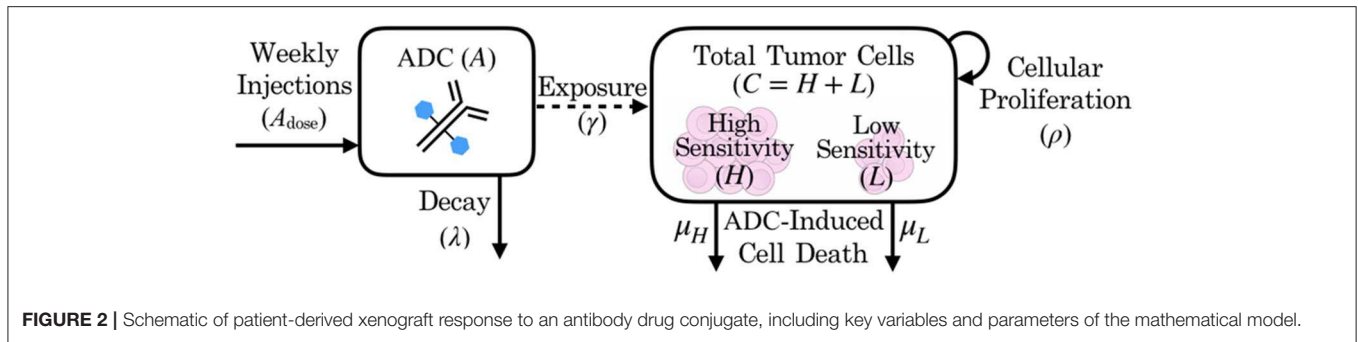 Weekly
Injections
(A_dose)
ADC (A)
Decay
(λ)
Exposure
(γ)
Total Tumor Cells
(C = H + L)
High
Sensitivity
(H)
Low
Sensitivity
(L)
Cellular
Proliferation
(ρ)
μ_H
ADC-Induced
Cell Death
μ_L
FIGURE 2 | Schematic of patient-derived xenograft response to an antibody drug conjugate, including key variables and parameters of the mathematical model.